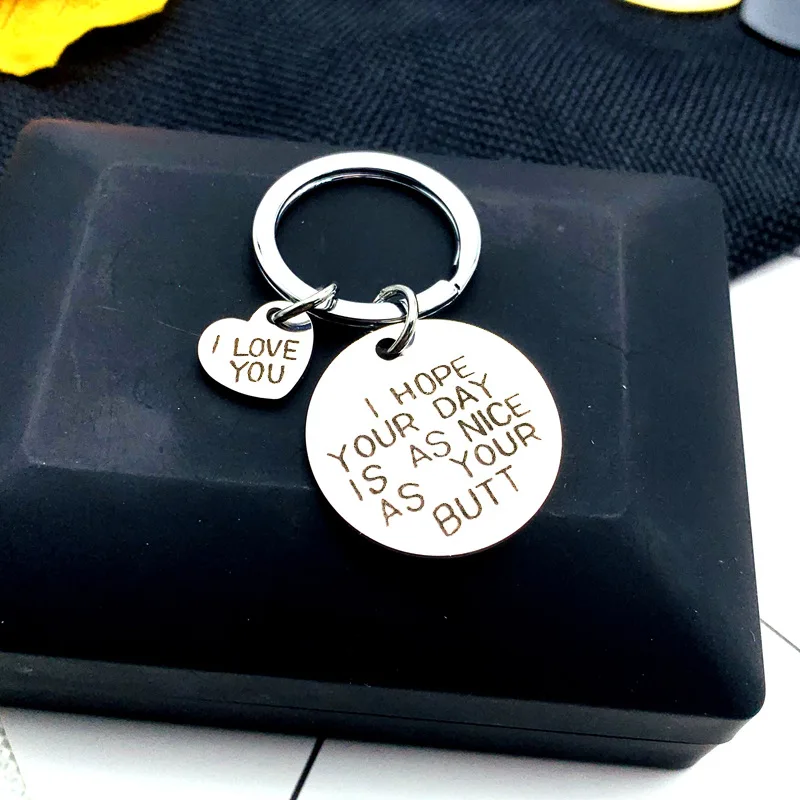 I LOVE
YOU
I HOPE
YOUR DAY
IS AS NICE
AS YOUR
BUTT